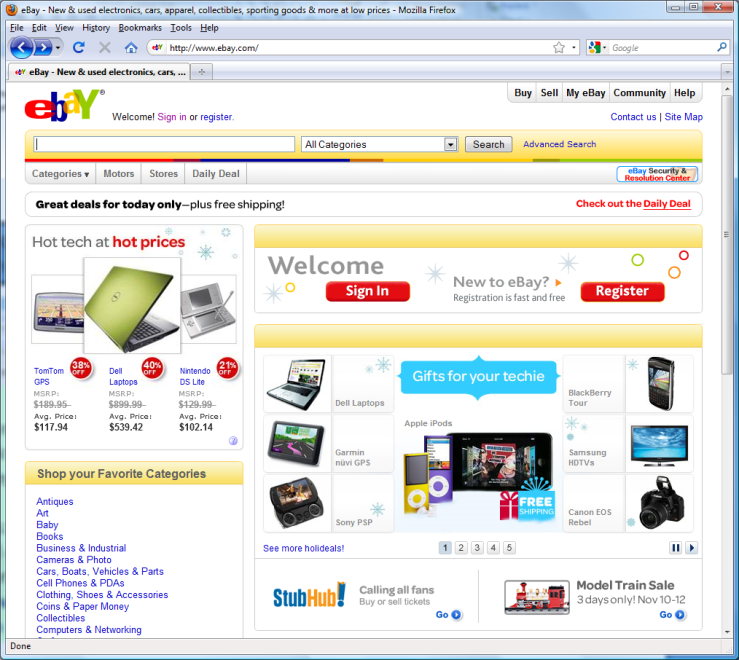 eBay - New & used electronics, cars, apparel, collectibles, sporting goods & more at low prices - Mozilla Firefox
File Edit View History Bookmarks Tools Help
http://www.ebay.com/
Google
eBay - New & used electronics, cars, ...
ebaY®
Welcome! Sign in or register.
Buy Sell My eBay Community Help
Contact us | Site Map
All Categories
Search
Advanced Search
Categories
Motors
Stores
Daily Deal
eBay Security &
Resolution Center
Great deals for today only—plus free shipping!
Check out the Daily Deal
Hot tech at hot prices
TomTom
GPS
38%
OFF
MSRP:
$189.95
Avg. Price:
$117.94
Dell
Laptops
40%
OFF
MSRP:
$899.99
Avg. Price:
$539.42
Nintendo
DS Lite
21%
OFF
MSRP:
$129.99
Avg. Price:
$102.14
Shop your Favorite Categories
Antiques
Art
Baby
Books
Business & Industrial
Cameras & Photo
Cars, Boats, Vehicles & Parts
Cell Phones & PDAs
Clothing, Shoes & Accessories
Coins & Paper Money
Collectibles
Computers & Networking
Welcome
Sign In
New to eBay?
Registration is fast and free
Register
Dell Laptops
Garmin
nüvi GPS
Sony PSP
Gifts for your techie
Apple iPods
FREE
SHIPPING
BlackBerry
Tour
Samsung
HDTVs
Canon EOS
Rebel
See more holideals!
1 2 3 4 5
StubHub!
Calling all fans
Buy or sell tickets
Go
Model Train Sale
3 days only! Nov 10-12
Go
Done